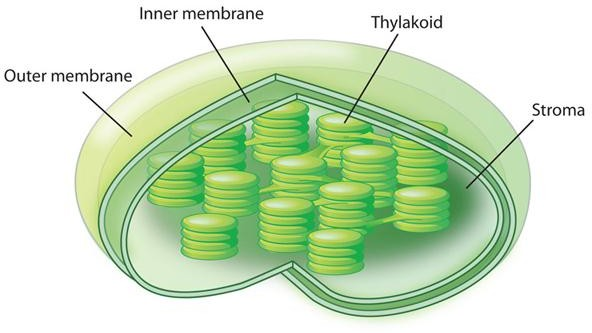 Inner membrane
Thylakoid
Outer membrane
Stroma